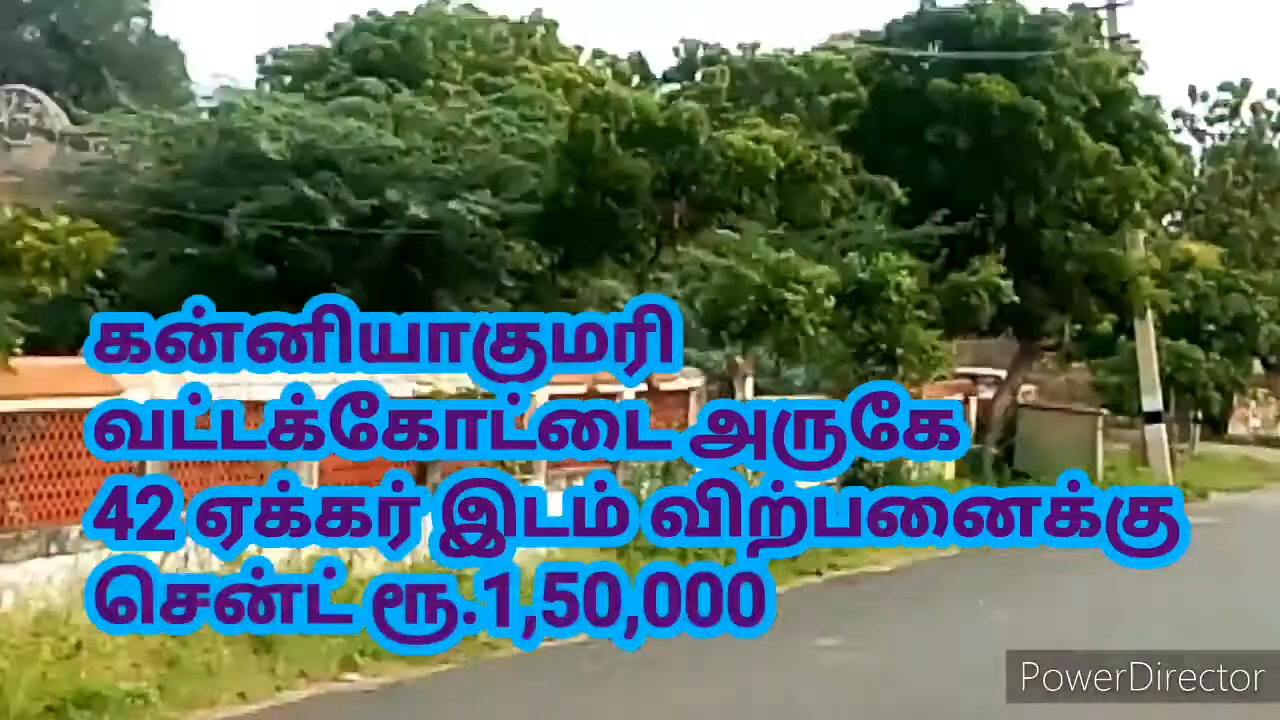 கன்னியாகுமரி
வட்டக்கோட்டை அருகே
42 ஏக்கர் இடம் விற்பனைக்கு
சென்ட் ரூ.1,50,000
PowerDirector